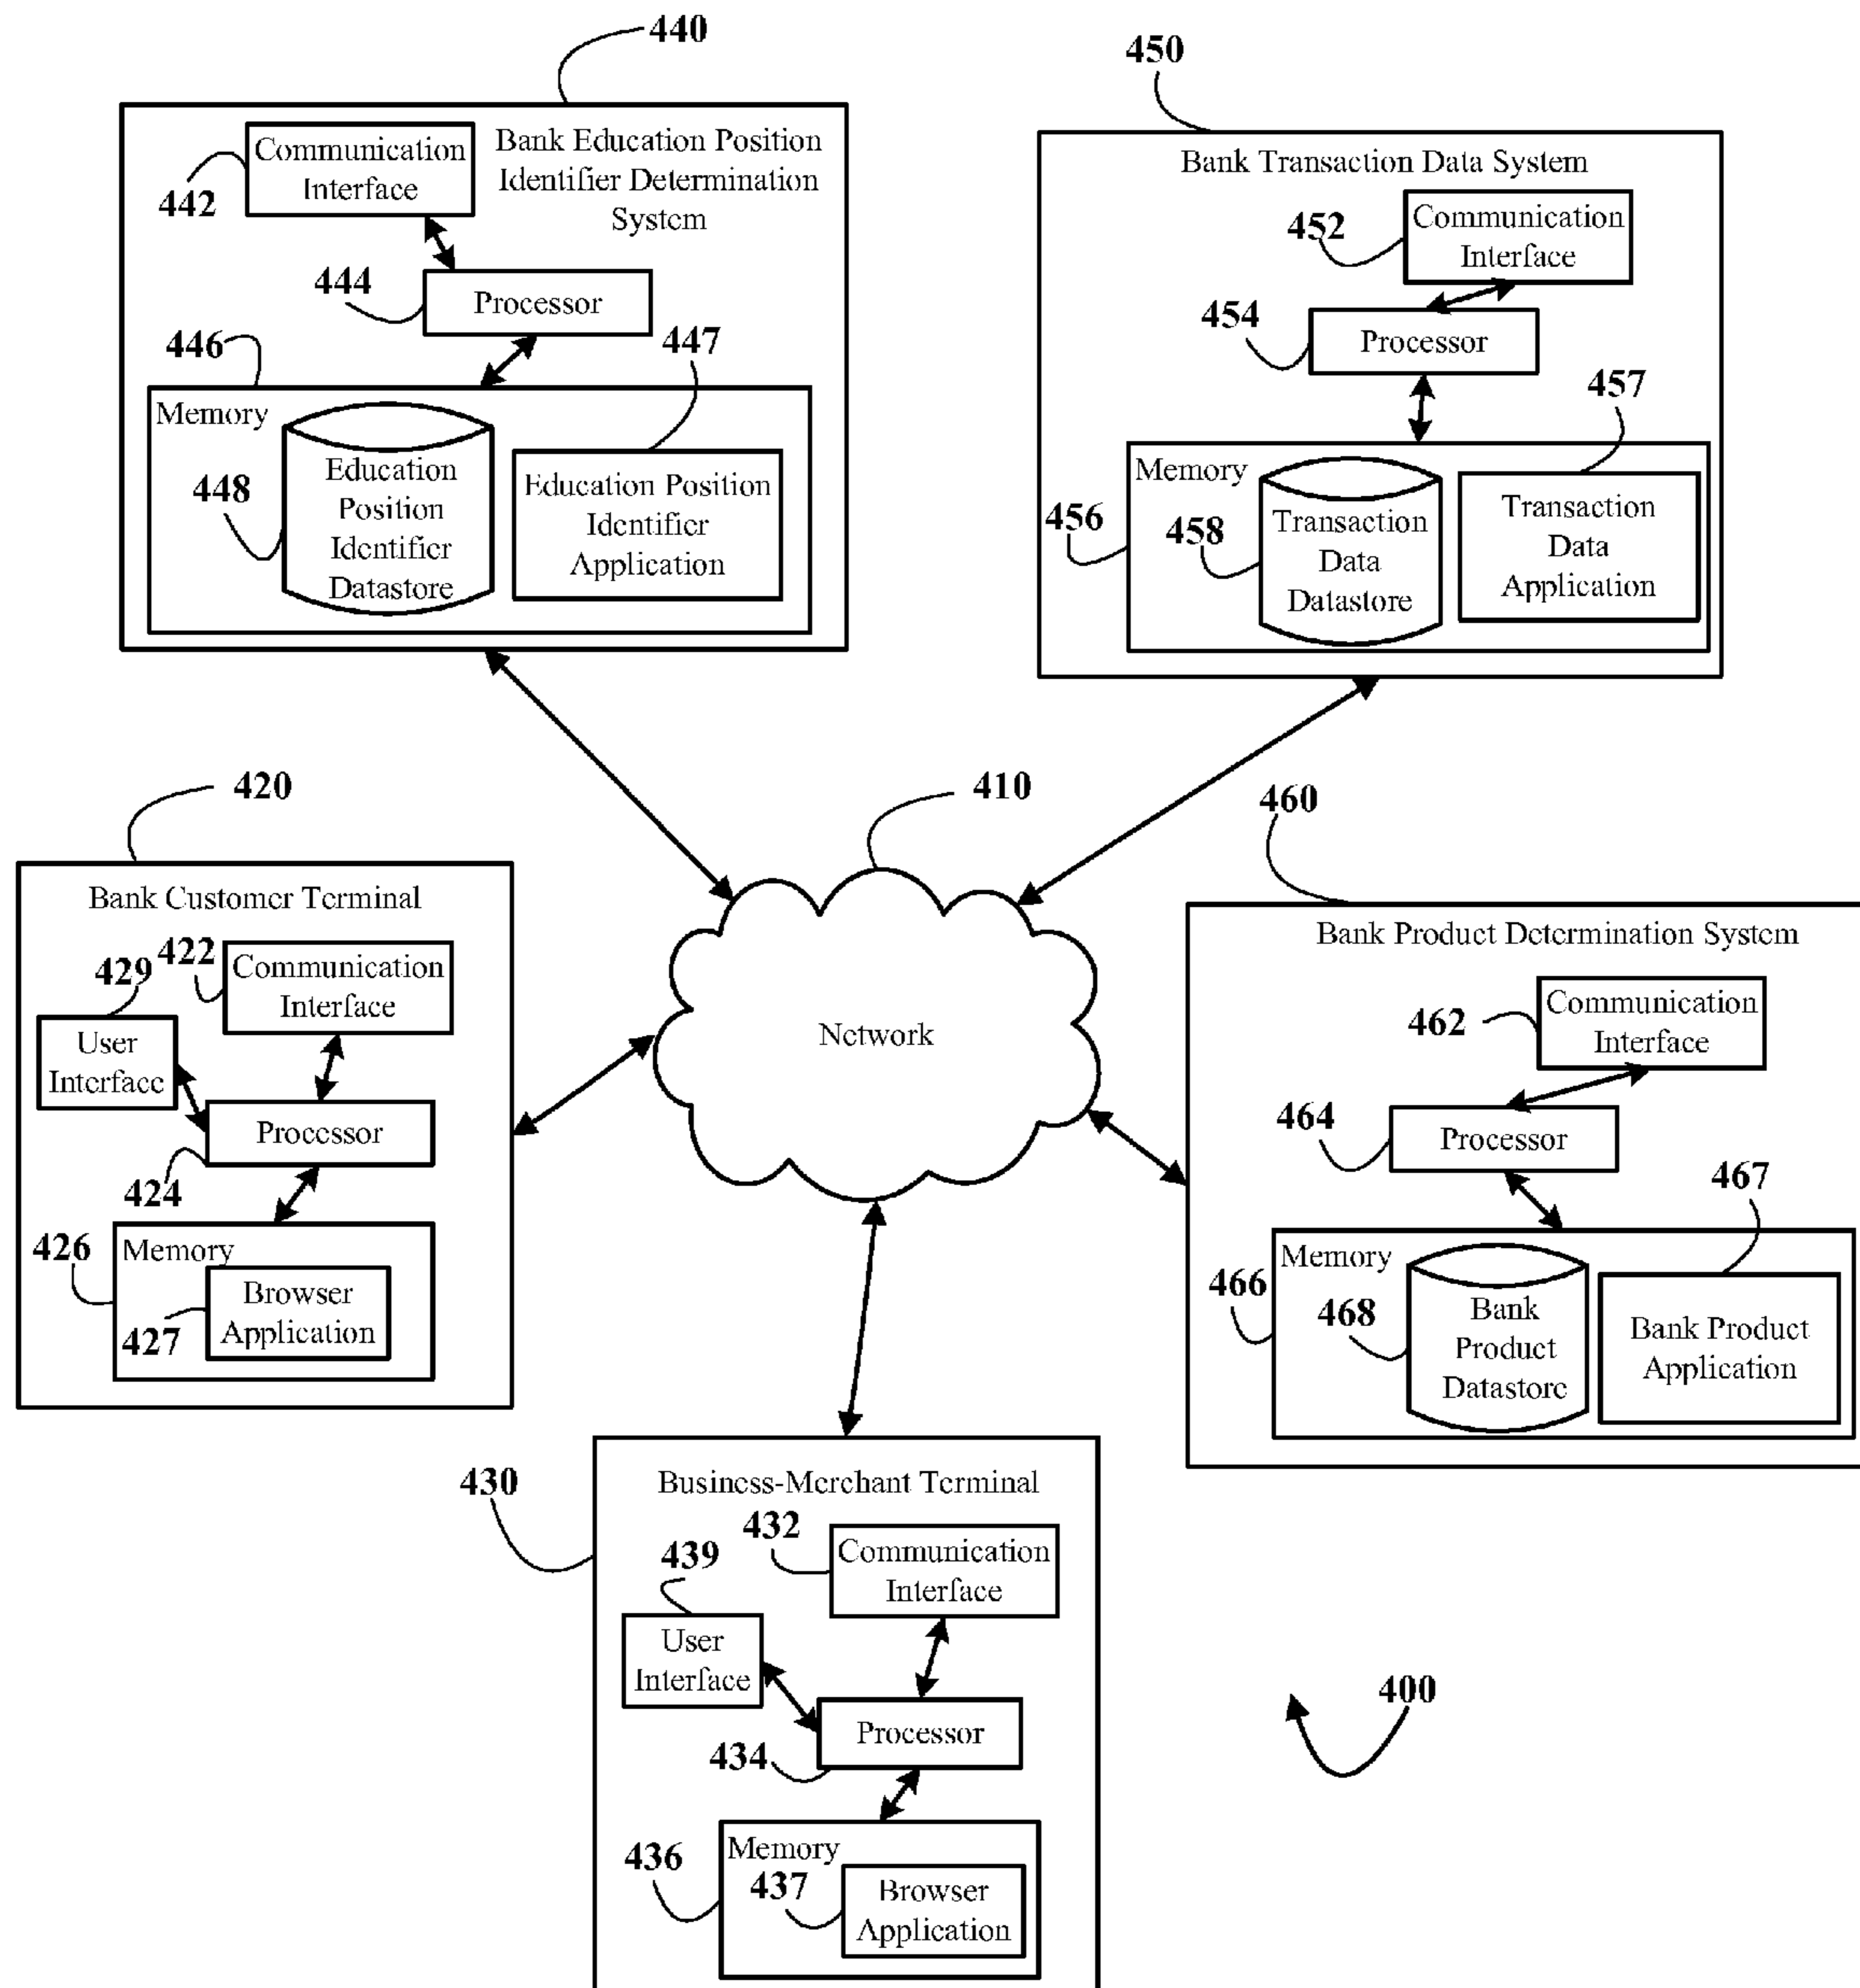 440
Bank Education Position
Identifier Determination
System
Communication
Interface
442
444
Processor
446
447
Memory
448
Education
Position
Identifier
Datastore
Education Position
Identifier
Application
450
Bank Transaction Data System
452
Communication
Interface
454
Processor
457
Memory
456
458
Transaction
Data
Datastore
Transaction
Data
Application
420
Bank Customer Terminal
422
Communication
Interface
429
User
Interface
Processor
424
426
Memory
Browser
Application
427
410
Network
460
Bank Product Determination System
462
Communication
Interface
464
Processor
467
Memory
466
468
Bank
Product
Datastore
Bank Product
Application
430
Business-Merchant Terminal
432
Communication
Interface
439
User
Interface
Processor
434
436
Memory
437
Browser
Application
400